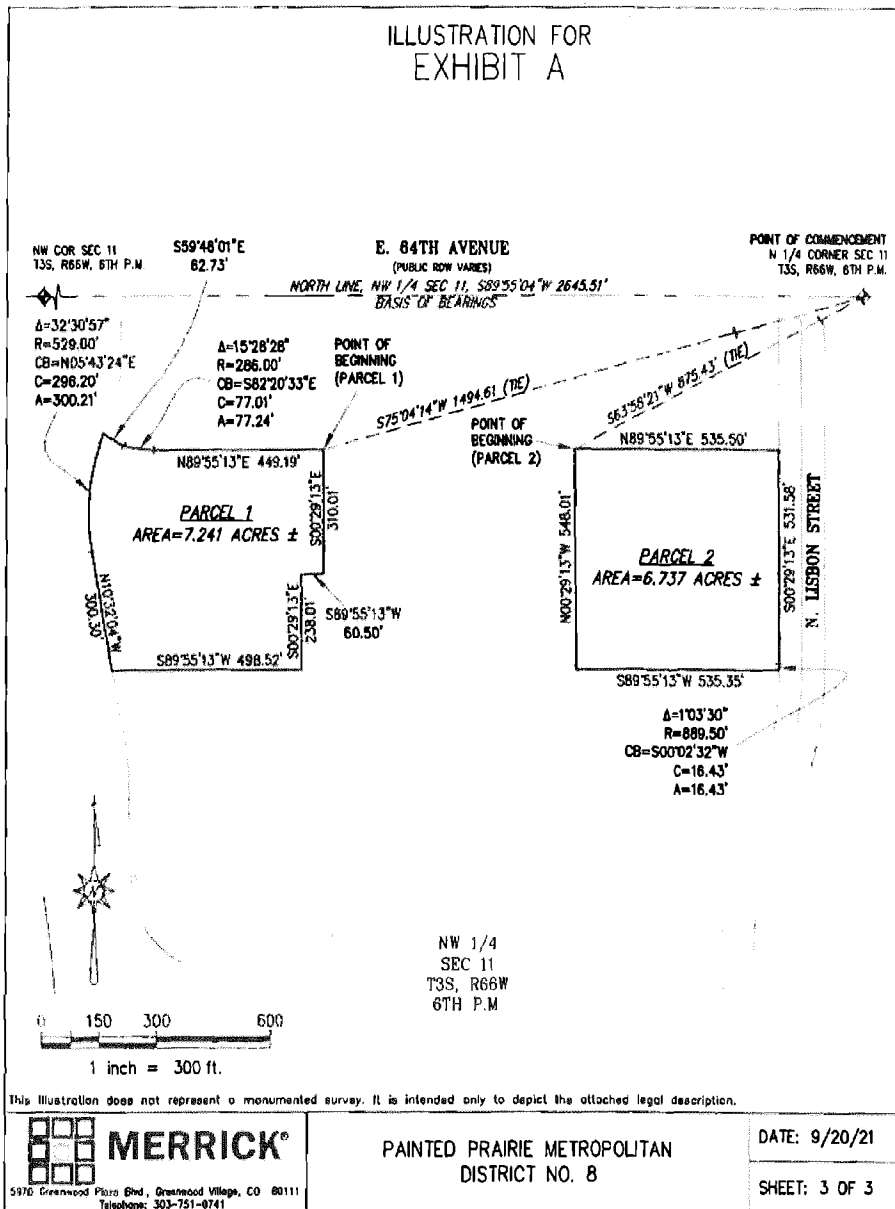 ILLUSTRATION FOR
EXHIBIT A
NW COR SEC 11
T3S, R66W, 6TH P.M.
S59°48'01"E
62.73'
E. 64TH AVENUE
(PUBLIC ROW VARIES)
NORTH LINE, NW 1/4 SEC 11, S89°55'04"W 2645.51'
BASIS OF BEARINGS
POINT OF COMMENCEMENT
N 1/4 CORNER SEC 11
T3S, R66W, 6TH P.M.
Δ=32°30'57"
R=529.00'
CB=N05°43'24"E
C=296.20'
A=300.21'
Δ=15°28'28"
R=286.00'
CB=S82°20'33"E
C=77.01'
A=77.24'
POINT OF
BEGINNING
(PARCEL 1)
S75°04'14"W 1494.61 (TIE)
S63°58'21"W 875.43' (TIE)
POINT OF
BEGINNING
(PARCEL 2)
N89°55'13"E 449.19'
N89°55'13"E 535.50'
PARCEL 1
AREA=7.241 ACRES ±
S00°29'13"E
310.01'
N00°29'13"W 548.01'
PARCEL 2
AREA=6.737 ACRES ±
S00°29'13"E 531.58'
N. LISBON STREET
N10°32'04"W
300.30'
S00°29'13"E
238.01'
S89°55'13"W
60.50'
S89°55'13"W 498.52'
S89°55'13"W 535.35'
Δ=1°03'30"
R=889.50'
CB=S00°02'32"W
C=16.43'
A=16.43'
N
NW 1/4
SEC 11
T3S, R66W
6TH P.M
0 150 300 600
1 inch = 300 ft.
This illustration does not represent a monumented survey. It is intended only to depict the attached legal description.
MERRICK®
5970 Greenwood Plaza Blvd., Greenwood Village, CO 80111
Telephone: 303-751-0741
PAINTED PRAIRIE METROPOLITAN
DISTRICT NO. 8
DATE: 9/20/21
SHEET: 3 OF 3